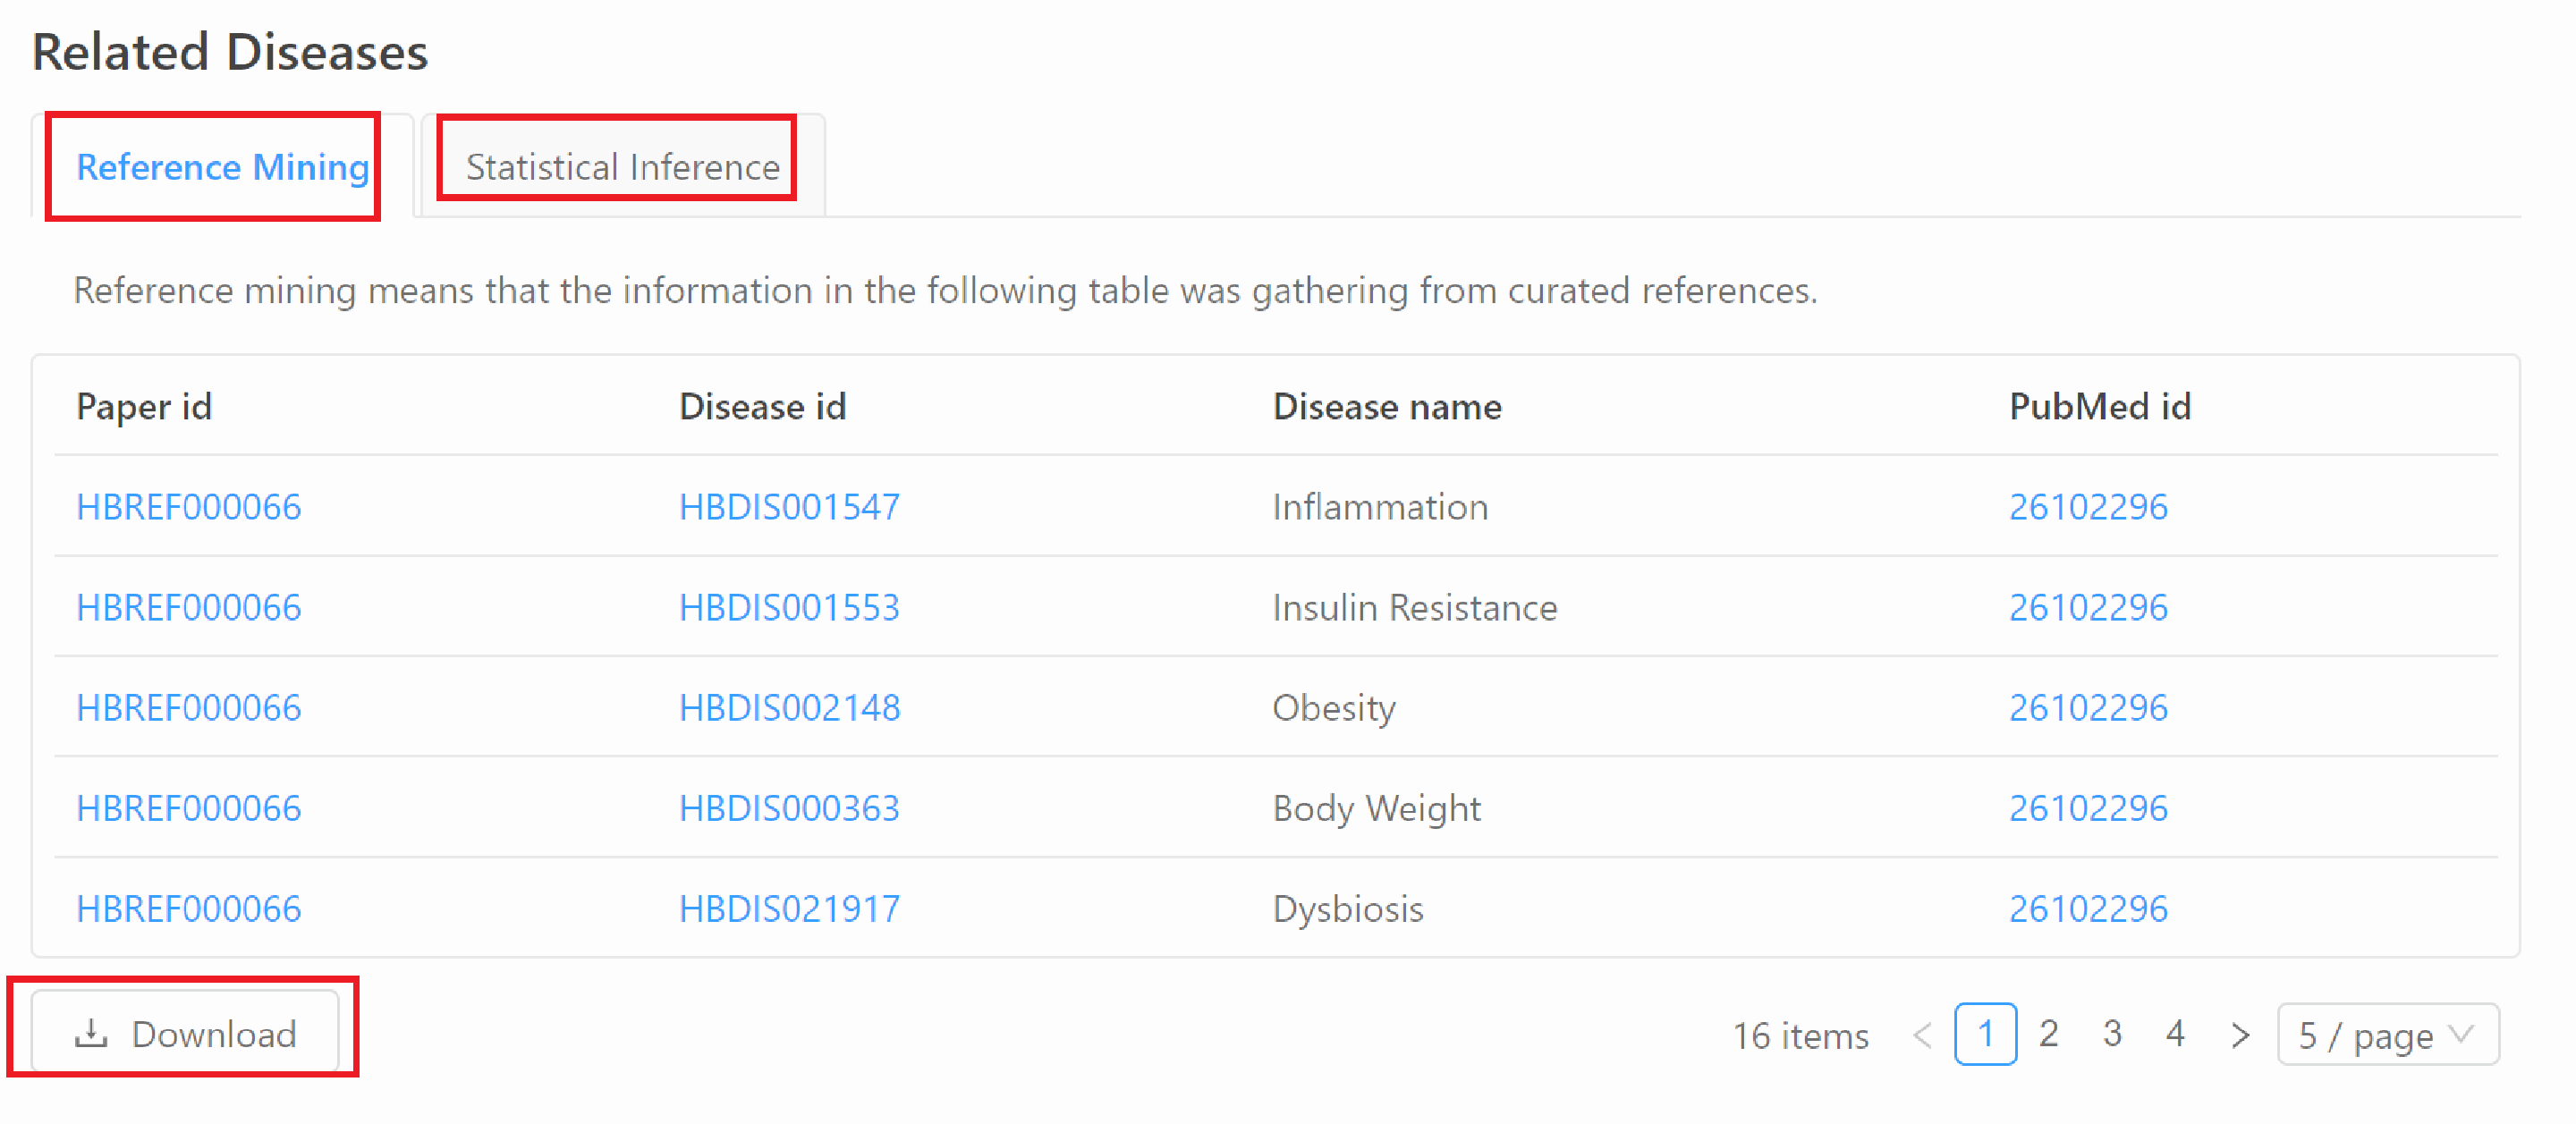 Related Diseases
Reference Mining Statistical Inference
Reference mining means that the information in the following table was gathering from curated references.
Paper id Disease id Disease name PubMed id
HBREF000066 HBDIS001547 Inflammation 26102296
HBREF000066 HBDIS001553 Insulin Resistance 26102296
HBREF000066 HBDIS002148 Obesity 26102296
HBREF000066 HBDIS000363 Body Weight 26102296
HBREF000066 HBDIS021917 Dysbiosis 26102296
Download 16 items < 1 2 3 4 > 5 / page